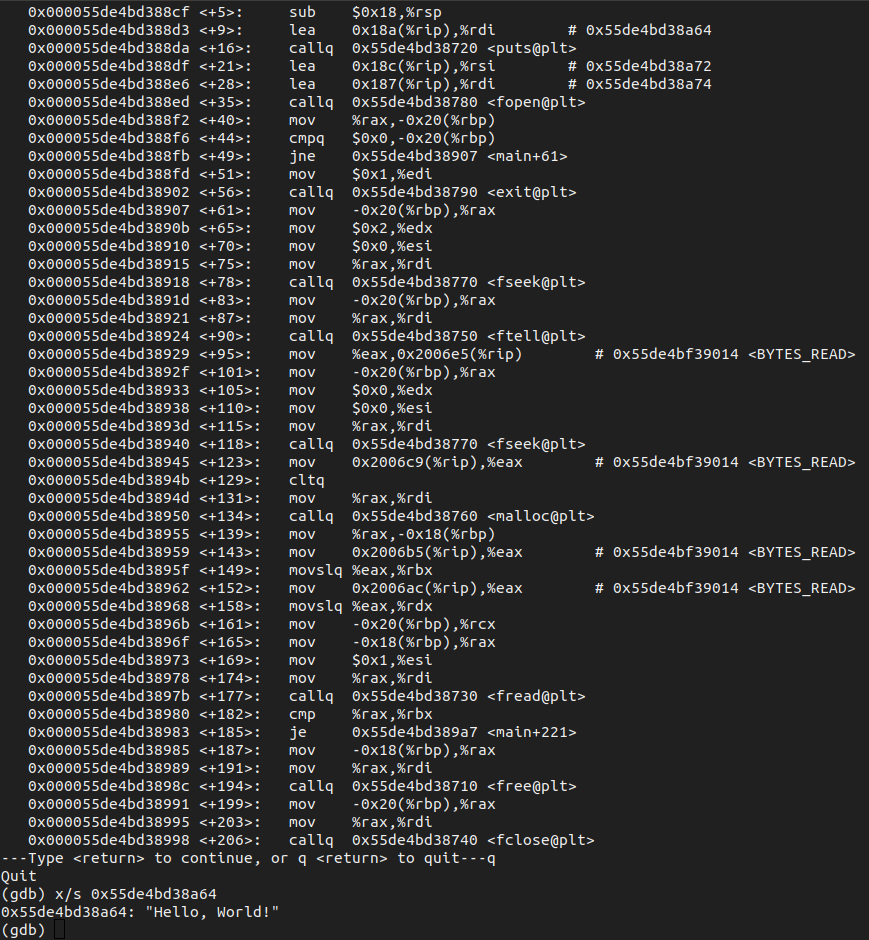 0x000055de4bd388cf <+5>:     sub    $0x18,%rsp
0x000055de4bd388d3 <+9>:     lea    0x18a(%rip),%rdi        # 0x55de4bd38a64
0x000055de4bd388da <+16>:    callq  0x55de4bd38720 <puts@plt>
0x000055de4bd388df <+21>:    lea    0x18c(%rip),%rsi        # 0x55de4bd38a72
0x000055de4bd388e6 <+28>:    lea    0x187(%rip),%rdi        # 0x55de4bd38a74
0x000055de4bd388ed <+35>:    callq  0x55de4bd38780 <fopen@plt>
0x000055de4bd388f2 <+40>:    mov    %rax,-0x20(%rbp)
0x000055de4bd388f6 <+44>:    cmpq   $0x0,-0x20(%rbp)
0x000055de4bd388fb <+49>:    jne    0x55de4bd38907 <main+61>
0x000055de4bd388fd <+51>:    mov    $0x1,%edi
0x000055de4bd38902 <+56>:    callq  0x55de4bd38790 <exit@plt>
0x000055de4bd38907 <+61>:    mov    -0x20(%rbp),%rax
0x000055de4bd3890b <+65>:    mov    $0x2,%edx
0x000055de4bd38910 <+70>:    mov    $0x0,%esi
0x000055de4bd38915 <+75>:    mov    %rax,%rdi
0x000055de4bd38918 <+78>:    callq  0x55de4bd38770 <fseek@plt>
0x000055de4bd3891d <+83>:    mov    -0x20(%rbp),%rax
0x000055de4bd38921 <+87>:    mov    %rax,%rdi
0x000055de4bd38924 <+90>:    callq  0x55de4bd38750 <ftell@plt>
0x000055de4bd38929 <+95>:    mov    %eax,0x2006e5(%rip)        # 0x55de4bf39014 <BYTES_READ>
0x000055de4bd3892f <+101>:   mov    -0x20(%rbp),%rax
0x000055de4bd38933 <+105>:   mov    $0x0,%edx
0x000055de4bd38938 <+110>:   mov    $0x0,%esi
0x000055de4bd3893d <+115>:   mov    %rax,%rdi
0x000055de4bd38940 <+118>:   callq  0x55de4bd38770 <fseek@plt>
0x000055de4bd38945 <+123>:   mov    0x2006c9(%rip),%eax        # 0x55de4bf39014 <BYTES_READ>
0x000055de4bd3894b <+129>:   cltq
0x000055de4bd3894d <+131>:   mov    %rax,%rdi
0x000055de4bd38950 <+134>:   callq  0x55de4bd38760 <malloc@plt>
0x000055de4bd38955 <+139>:   mov    %rax,-0x18(%rbp)
0x000055de4bd38959 <+143>:   mov    0x2006b5(%rip),%eax        # 0x55de4bf39014 <BYTES_READ>
0x000055de4bd3895f <+149>:   movslq %eax,%rbx
0x000055de4bd38962 <+152>:   mov    0x2006ac(%rip),%eax        # 0x55de4bf39014 <BYTES_READ>
0x000055de4bd38968 <+158>:   movslq %eax,%rdx
0x000055de4bd3896b <+161>:   mov    -0x20(%rbp),%rcx
0x000055de4bd3896f <+165>:   mov    -0x18(%rbp),%rax
0x000055de4bd38973 <+169>:   mov    $0x1,%esi
0x000055de4bd38978 <+174>:   mov    %rax,%rdi
0x000055de4bd3897b <+177>:   callq  0x55de4bd38730 <fread@plt>
0x000055de4bd38980 <+182>:   cmp    %rax,%rbx
0x000055de4bd38983 <+185>:   je     0x55de4bd389a7 <main+221>
0x000055de4bd38985 <+187>:   mov    -0x18(%rbp),%rax
0x000055de4bd38989 <+191>:   mov    %rax,%rdi
0x000055de4bd3898c <+194>:   callq  0x55de4bd38710 <free@plt>
0x000055de4bd38991 <+199>:   mov    -0x20(%rbp),%rax
0x000055de4bd38995 <+203>:   mov    %rax,%rdi
0x000055de4bd38998 <+206>:   callq  0x55de4bd38740 <fclose@plt>
---Type <return> to continue, or q <return> to quit---q
Quit
(gdb) x/s 0x55de4bd38a64
0x55de4bd38a64: "Hello, World!"
(gdb)